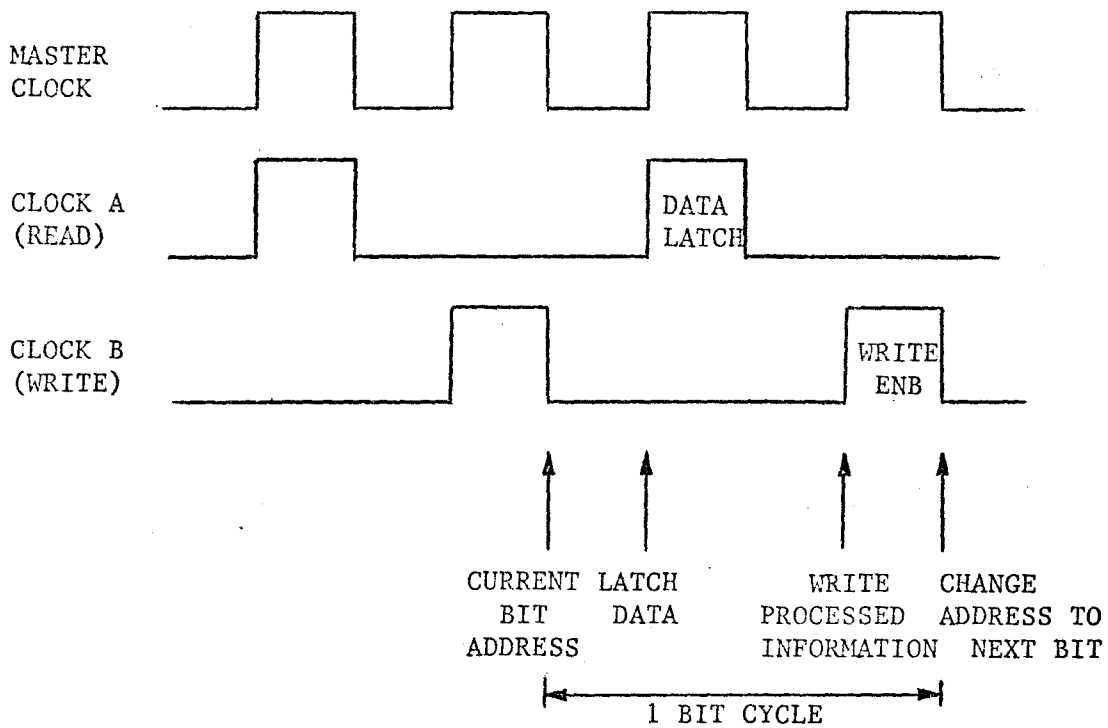 MASTER
CLOCK
CLOCK A
(READ)
DATA
LATCH
CLOCK B
(WRITE)
WRITE
ENB
CURRENT
BIT
ADDRESS
LATCH
DATA
WRITE
PROCESSED
INFORMATION
CHANGE
ADDRESS TO
NEXT BIT
1 BIT CYCLE